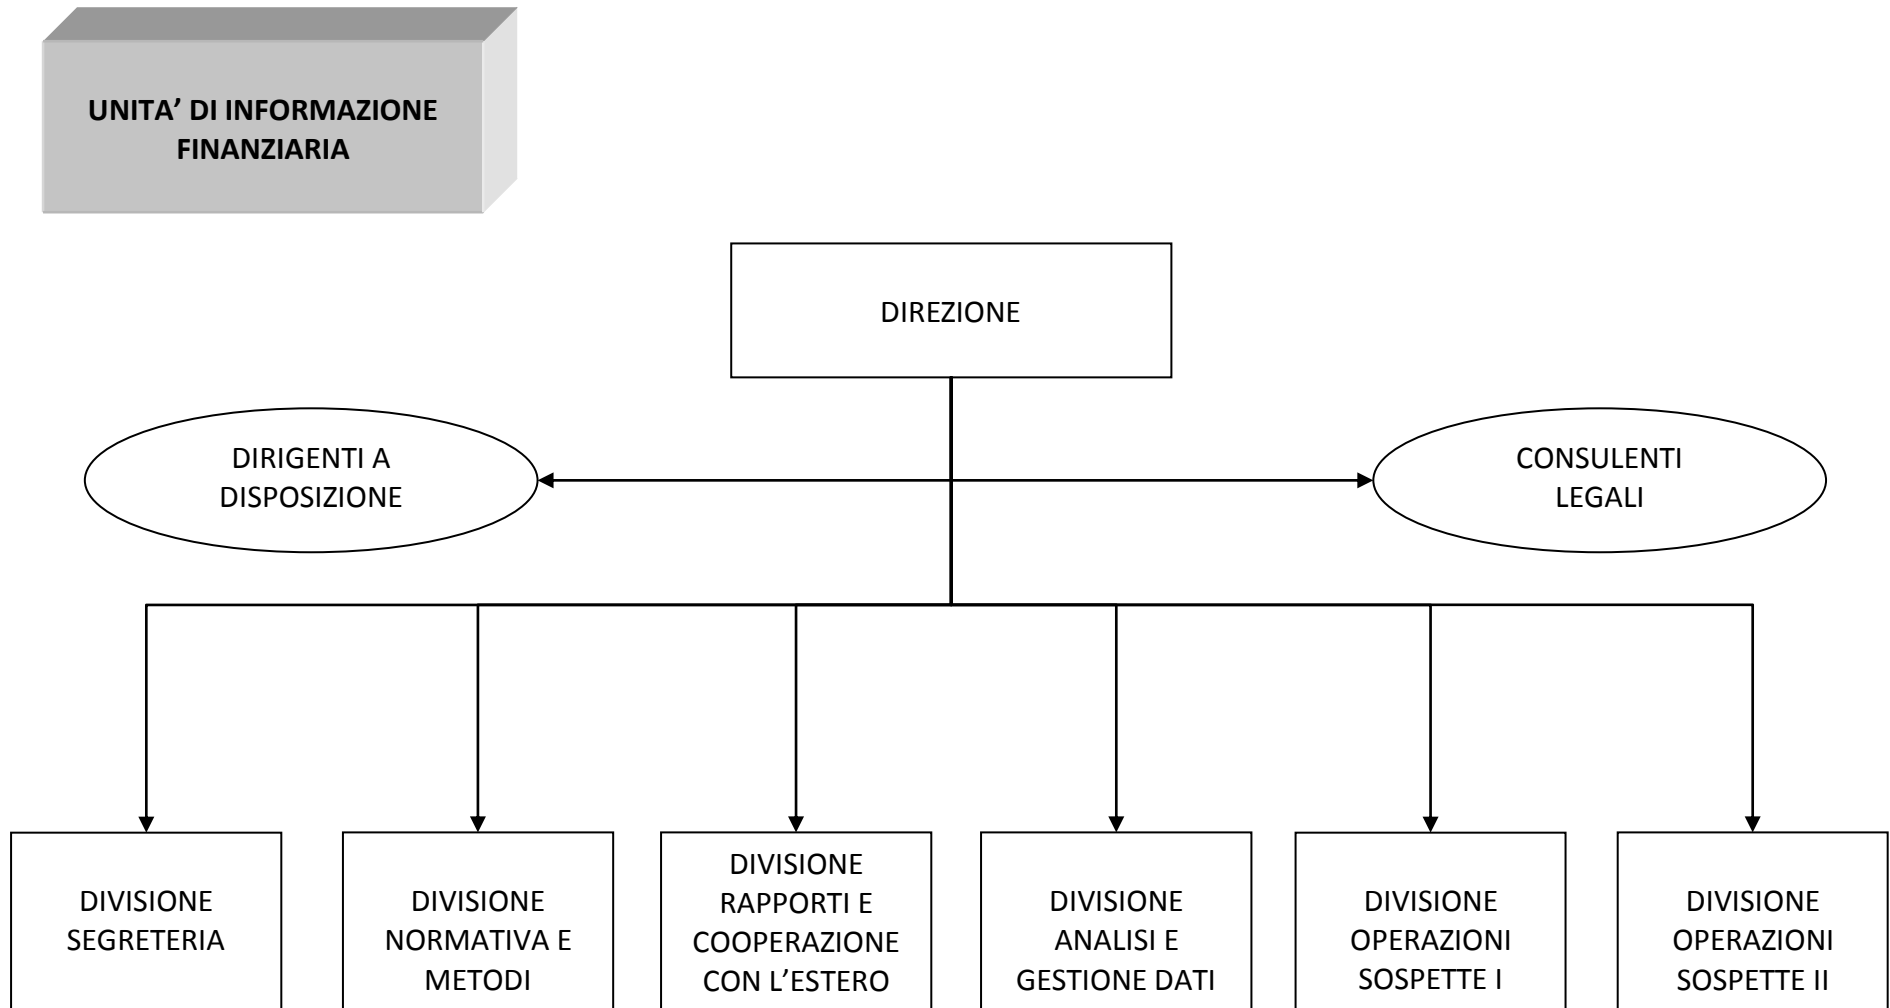 UNITA’ DI INFORMAZIONE
FINANZIARIA
DIREZIONE
DIRIGENTI A
DISPOSIZIONE
CONSULENTI
LEGALI
DIVISIONE
SEGRETERIA
DIVISIONE
NORMATIVA E
METODI
DIVISIONE
RAPPORTI E
COOPERAZIONE
CON L’ESTERO
DIVISIONE
ANALISI E
GESTIONE DATI
DIVISIONE
OPERAZIONI
SOSPETTE I
DIVISIONE
OPERAZIONI
SOSPETTE II